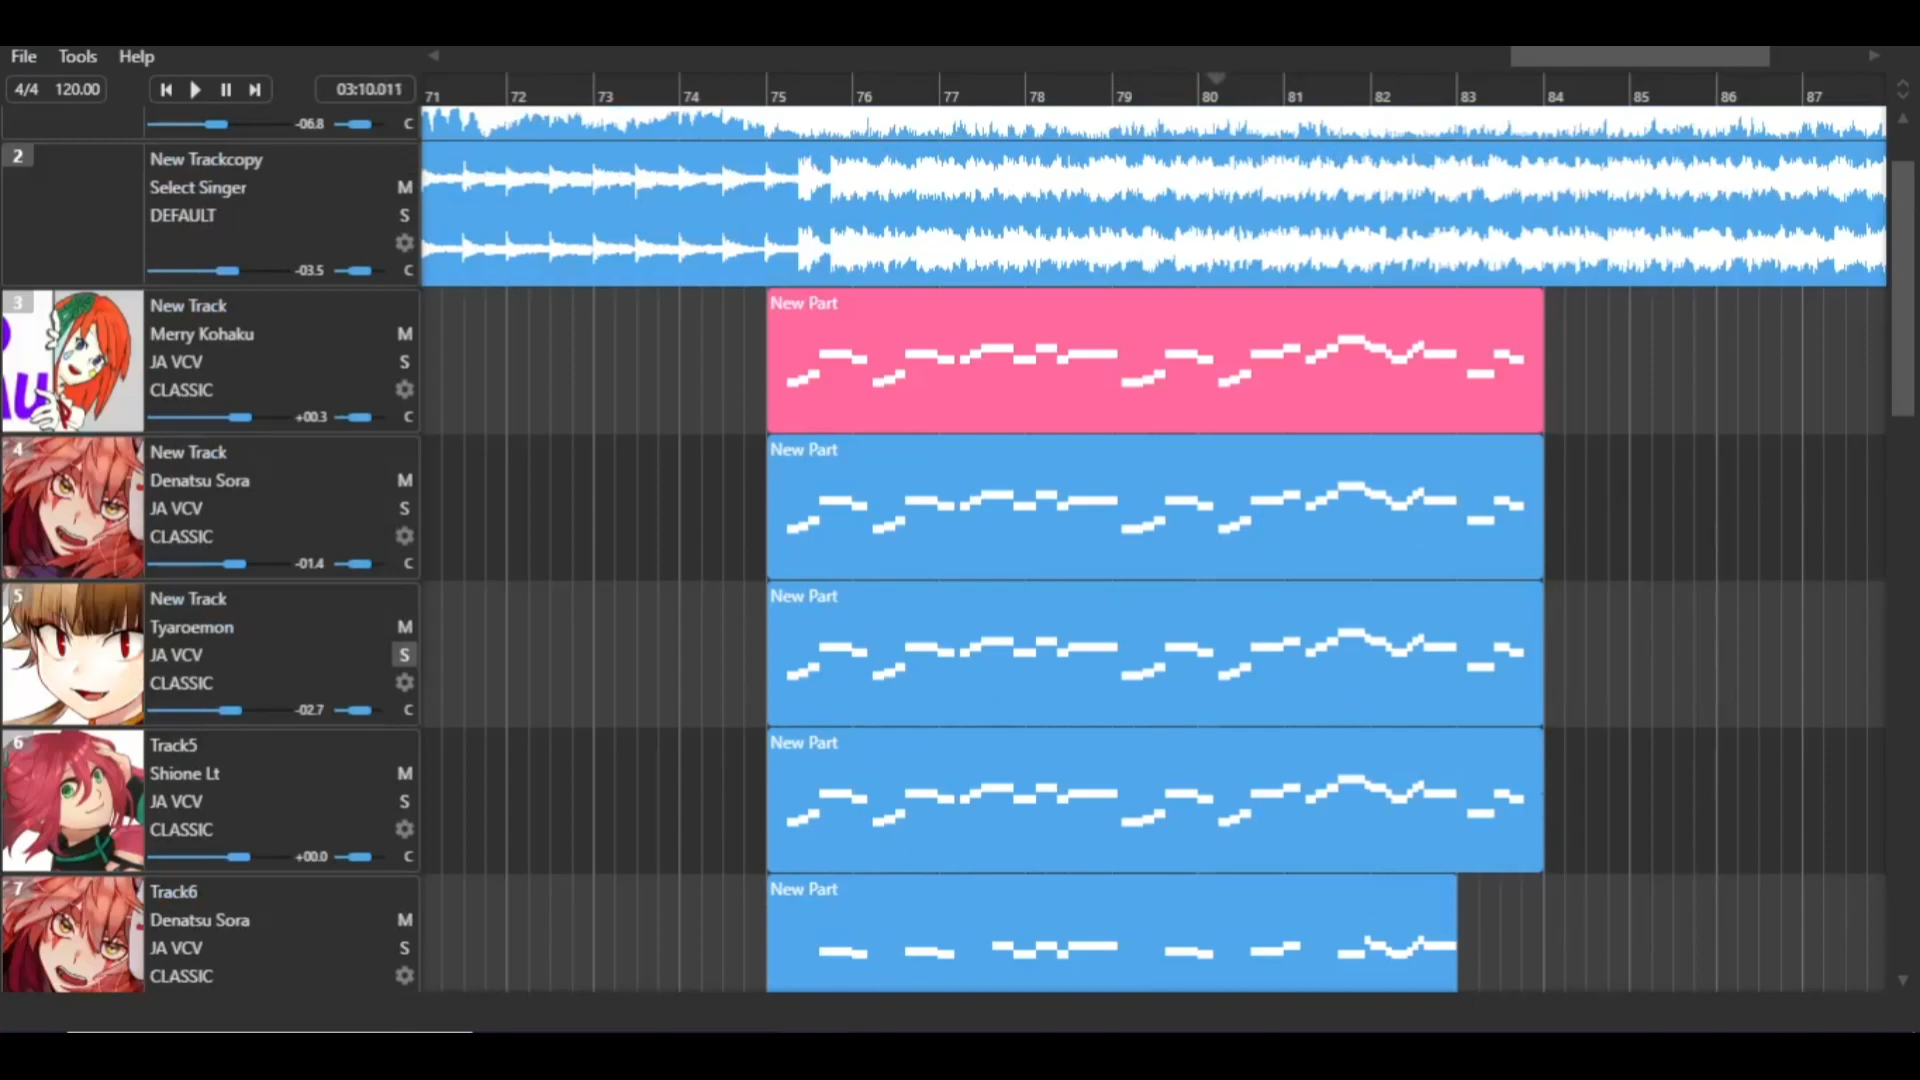 File Tools Help
4/4 120.00 03:10.011
71 72 73 74 75 76 77 78 79 80 81 82 83 84 85 86 87
-06.8 C
2 New Trackcopy
Select Singer M
DEFAULT S
-03.5 C
3 New Track New Part
Merry Kohaku M
JA VCV S
CLASSIC
+00.3 C
4 New Track New Part
Denatsu Sora M
JA VCV S
CLASSIC
-01.4 C
5 New Track New Part
Tyaroemon M
JA VCV S
CLASSIC
-02.7 C
6 Track5 New Part
Shione Lt M
JA VCV S
CLASSIC
+00.0 C
7 Track6 New Part
Denatsu Sora M
JA VCV S
CLASSIC